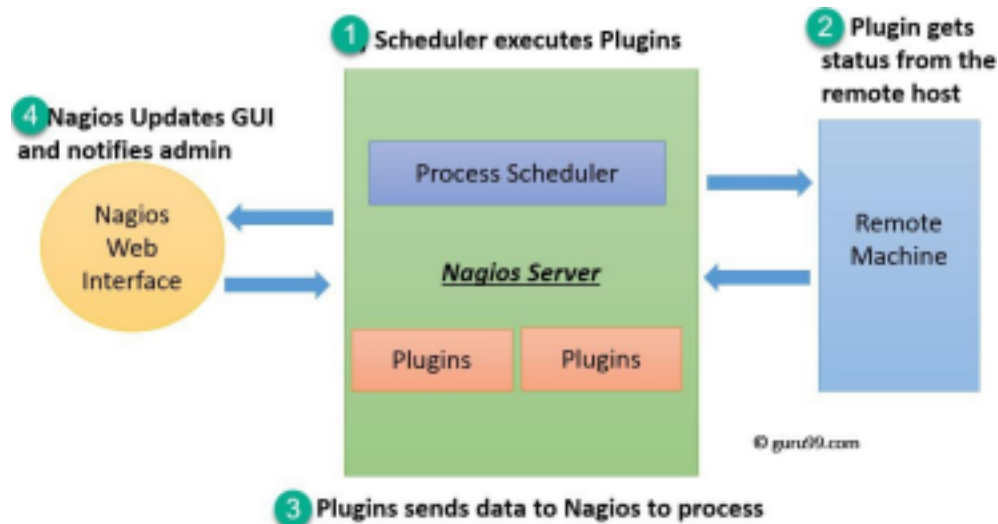 1 Scheduler executes Plugins
2 Plugin gets
status from the
remote host
4 Nagios Updates GUI
and notifies admin
Process Scheduler
Nagios
Web
Interface
Nagios Server
Remote
Machine
Plugins
Plugins
© guru99.com
3 Plugins sends data to Nagios to process